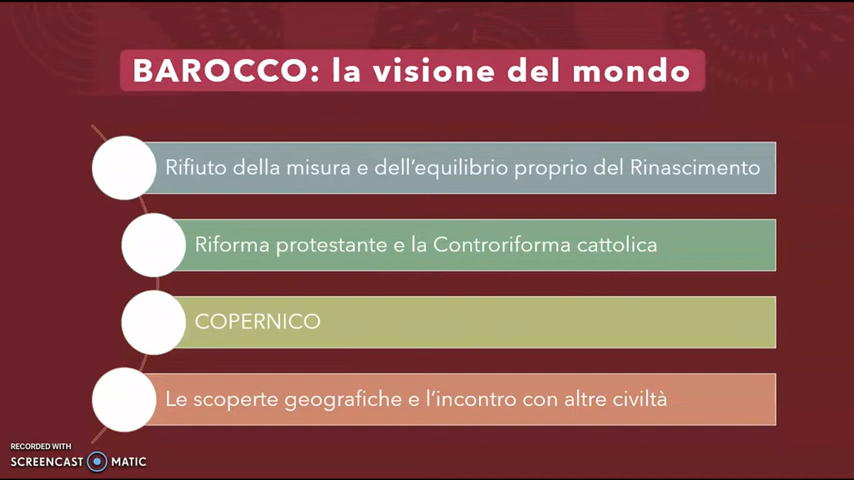 BAROCCO: la visione del mondo
Rifiuto della misura e dell'equilibrio proprio del Rinascimento
Riforma protestante e la Controriforma cattolica
COPERNICO
Le scoperte geografiche e l'incontro con altre civiltà
RECORDED WITH
SCREENCAST MATIC